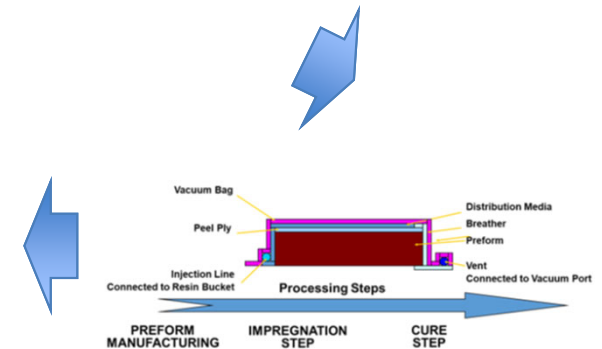 Vacuum Bag
Distribution Media
Breather
Peel Ply
Preform
Vent
Connected to Vacuum Port
Injection Line
Connected to Resin Bucket
Processing Steps
PREFORM
MANUFACTURING
IMPREGNATION
STEP
CURE
STEP